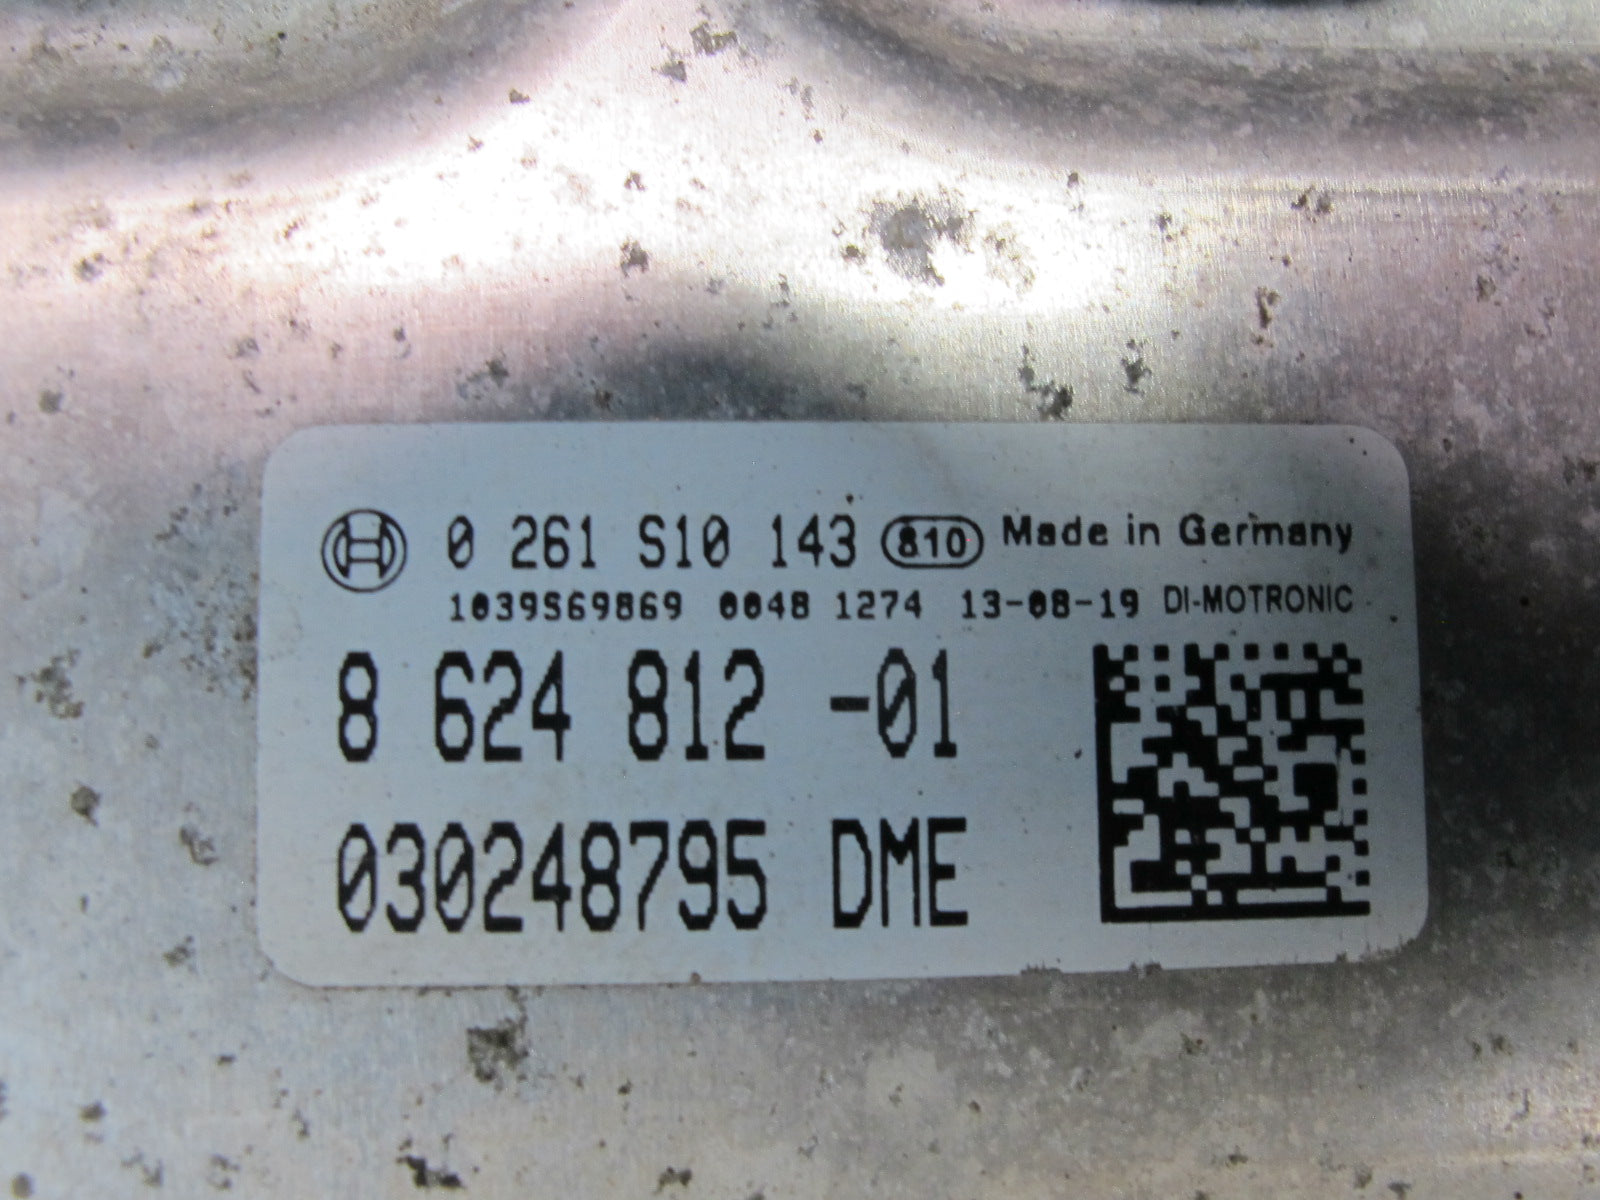 0 261 S10 143 810 Made in Germany
1039S69869 0048 1274 13-08-19 DI-MOTRONIC
8 624 812 -01
030248795 DME